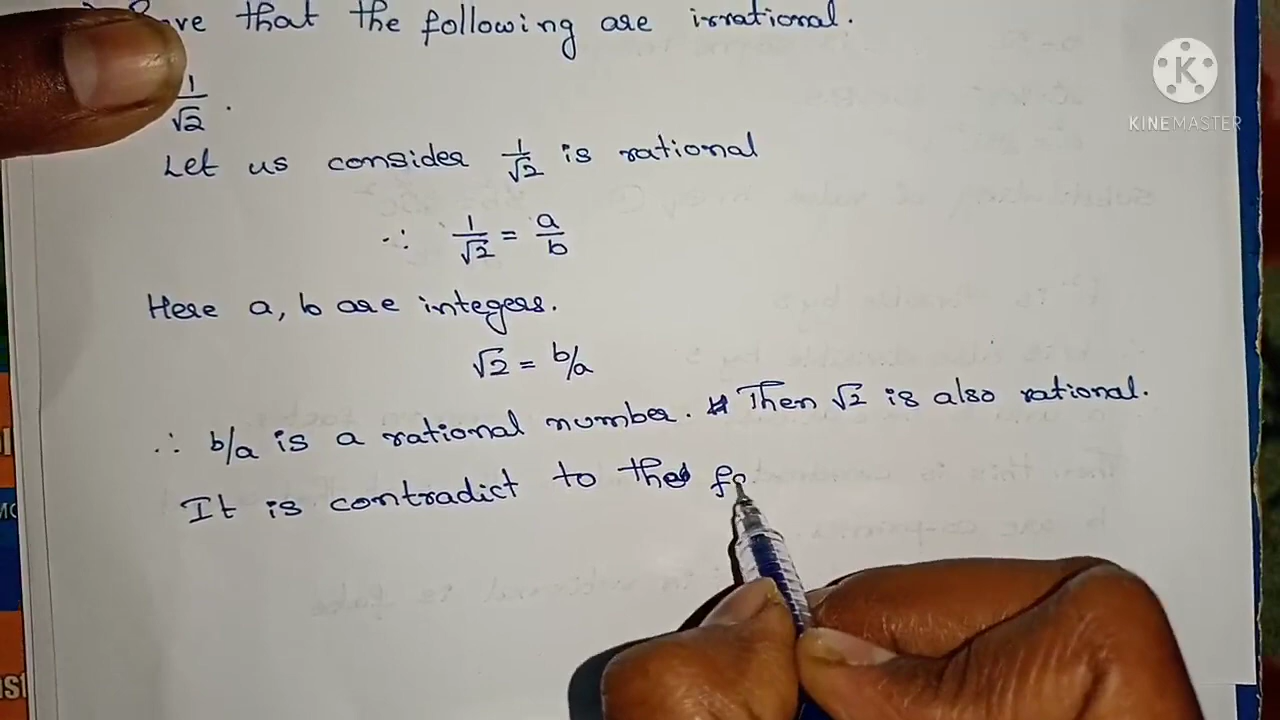 that the following are irrational.
1/√2 .
Let us consider 1/√2 is rational
∴ 1/√2 = a/b
Here a, b are integers.
√2 = b/a
∴ b/a is a rational number. Then √2 is also rational.
It is contradict to the
KINEMASTER